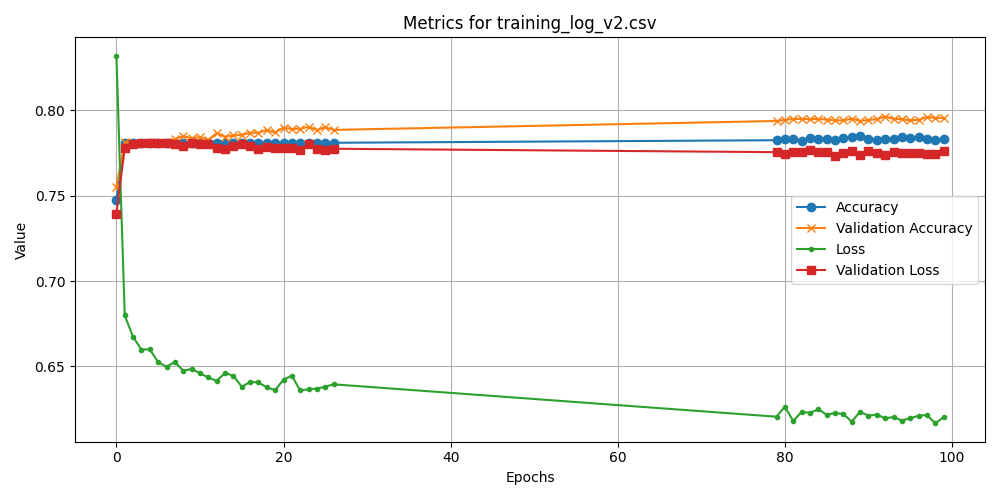 Metrics for training_log_v2.csv
0.80
0.75
0.70
0.65
Value
Accuracy
Validation Accuracy
Loss
Validation Loss
0 20 40 60 80 100
Epochs